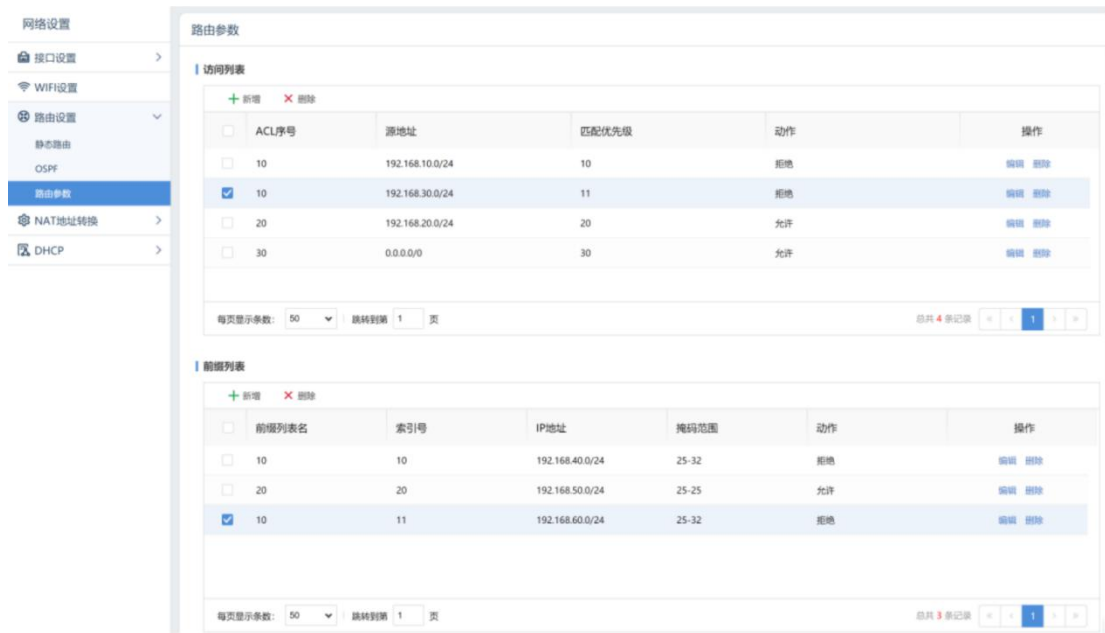 网络设置
接口设置
WIFI设置
路由设置
静态路由
OSPF
路由参数
NAT地址转换
DHCP
路由参数
访问列表
新增 删除
ACL序号 源地址 匹配优先级 动作 操作
10 192.168.10.0/24 10 拒绝 编辑 删除
10 192.168.30.0/24 11 拒绝 编辑 删除
20 192.168.20.0/24 20 允许 编辑 删除
30 0.0.0.0/0 30 允许 编辑 删除
每页显示条数: 50 跳转到第 1 页 总共 4 条记录 1
前缀列表
新增 删除
前缀列表名 索引号 IP地址 掩码范围 动作 操作
10 10 192.168.40.0/24 25-32 拒绝 编辑 删除
20 20 192.168.50.0/24 25-25 允许 编辑 删除
10 11 192.168.60.0/24 25-32 拒绝 编辑 删除
每页显示条数: 50 跳转到第 1 页 总共 3 条记录 1